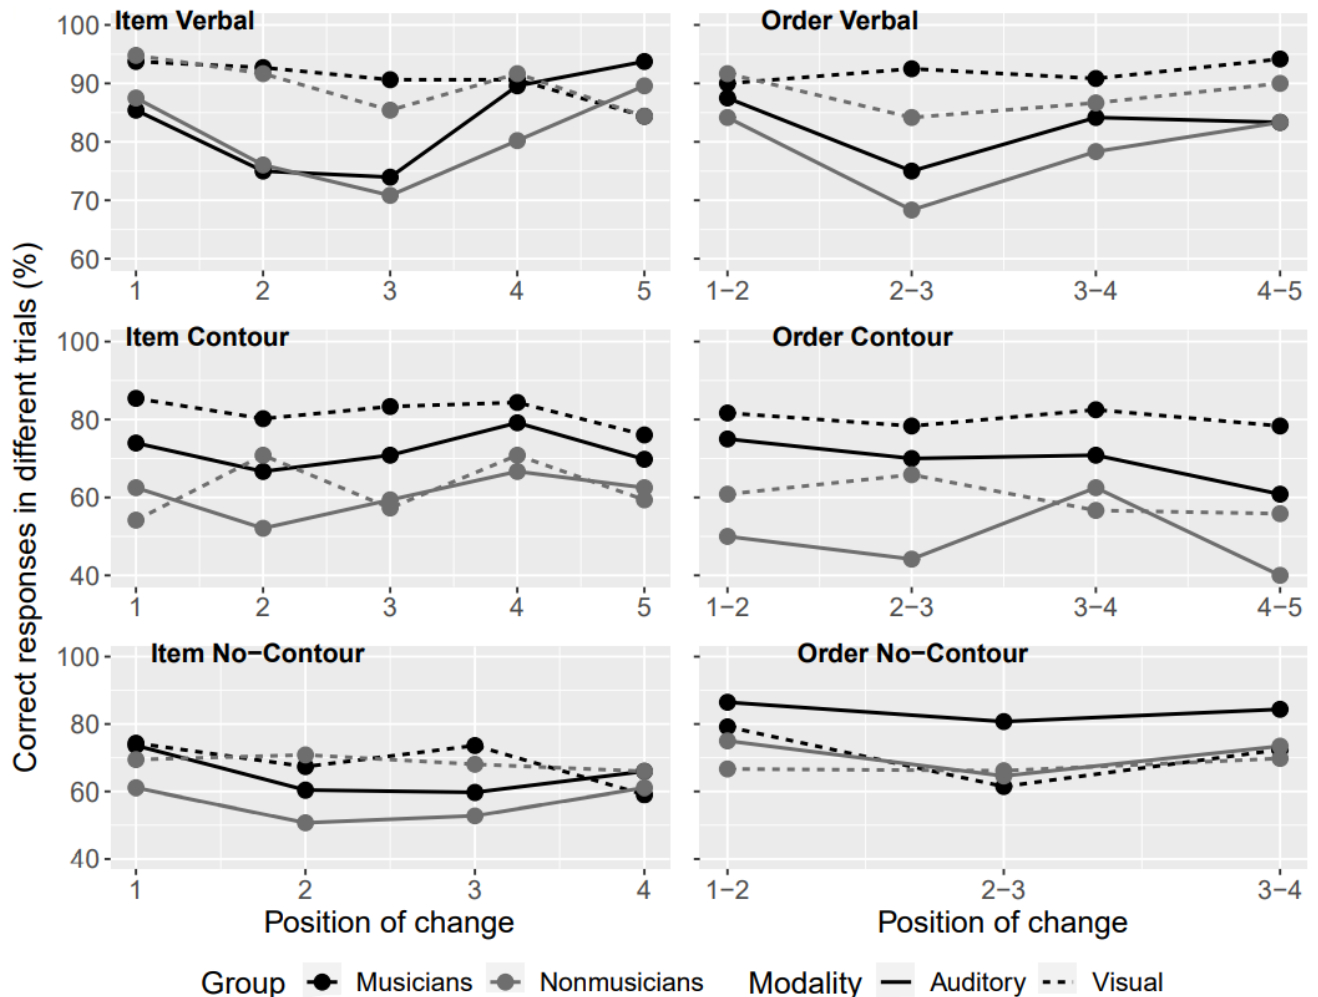 Correct responses in different trials (%)
Item Verbal
100
90
80
70
60
1 2 3 4 5
Order Verbal
1−2 2−3 3−4 4−5
Item Contour
100
80
60
40
1 2 3 4 5
Order Contour
1−2 2−3 3−4 4−5
Item No−Contour
100
80
60
40
1 2 3 4
Position of change
Order No−Contour
1−2 2−3 3−4
Position of change
Group Musicians Nonmusicians Modality Auditory Visual